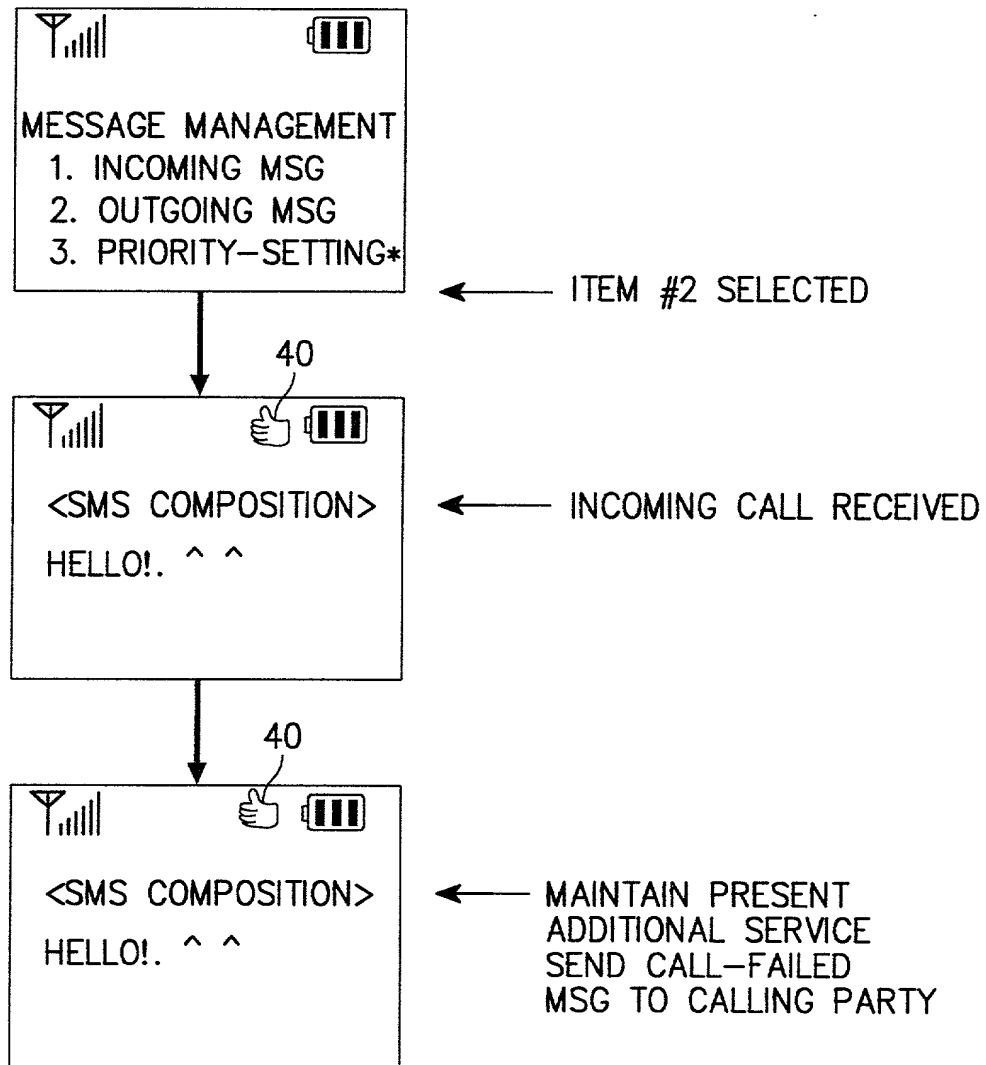 MESSAGE MANAGEMENT
1. INCOMING MSG
2. OUTGOING MSG
3. PRIORITY-SETTING*
ITEM #2 SELECTED
40
<SMS COMPOSITION>
HELLO!. ^ ^
INCOMING CALL RECEIVED
40
<SMS COMPOSITION>
HELLO!. ^ ^
MAINTAIN PRESENT
ADDITIONAL SERVICE
SEND CALL-FAILED
MSG TO CALLING PARTY